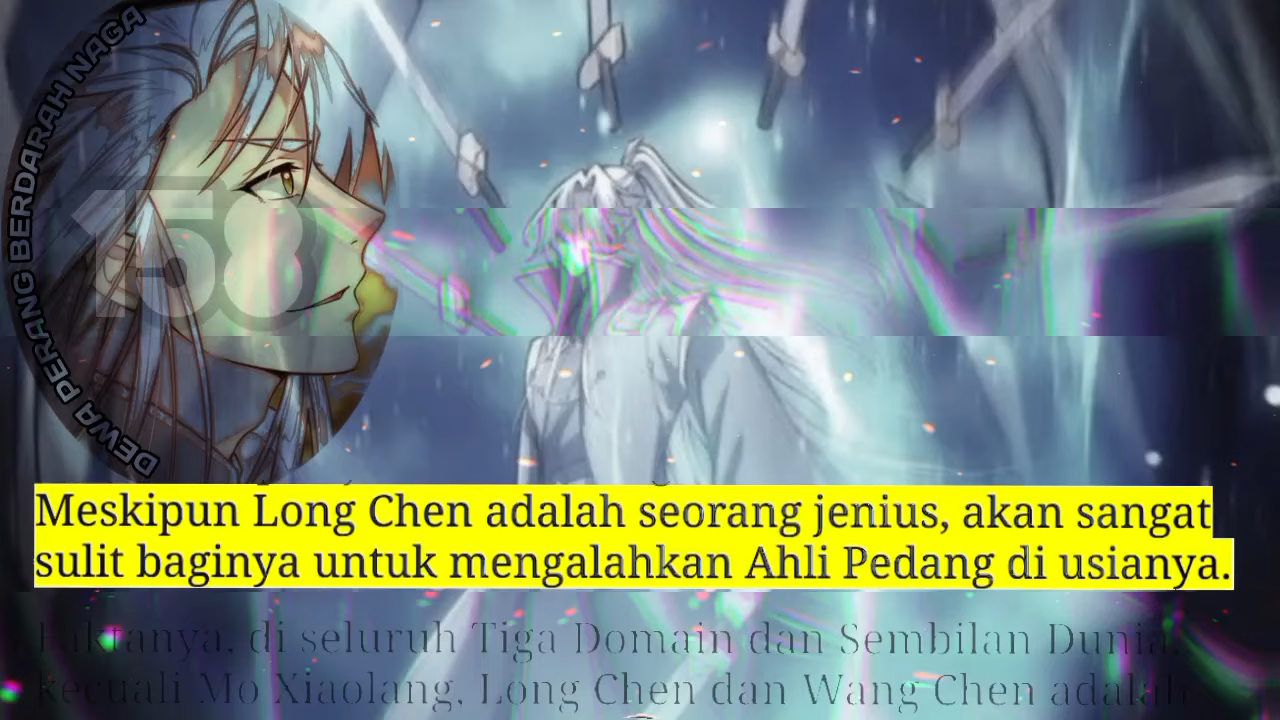 DEWA PERANG BERDARAH NAGA
158
Meskipun Long Chen adalah seorang jenius, akan sangat
sulit baginya untuk mengalahkan Ahli Pedang di usianya.
Faktanya, di seluruh Tiga Domain dan Sembilan Dunia,
kecuali Mo Xiaolang, Long Chen dan Wang Chen adalah